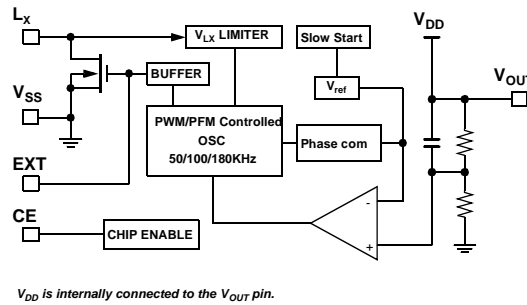 LX
VLX LIMITER
Slow Start
VDD
BUFFER
Vref
VOUT
VSS
PWM/PFM Controlled
OSC
50/100/180KHz
Phase com
EXT
-
+
CE
CHIP ENABLE
VDD is internally connected to the VOUT pin.